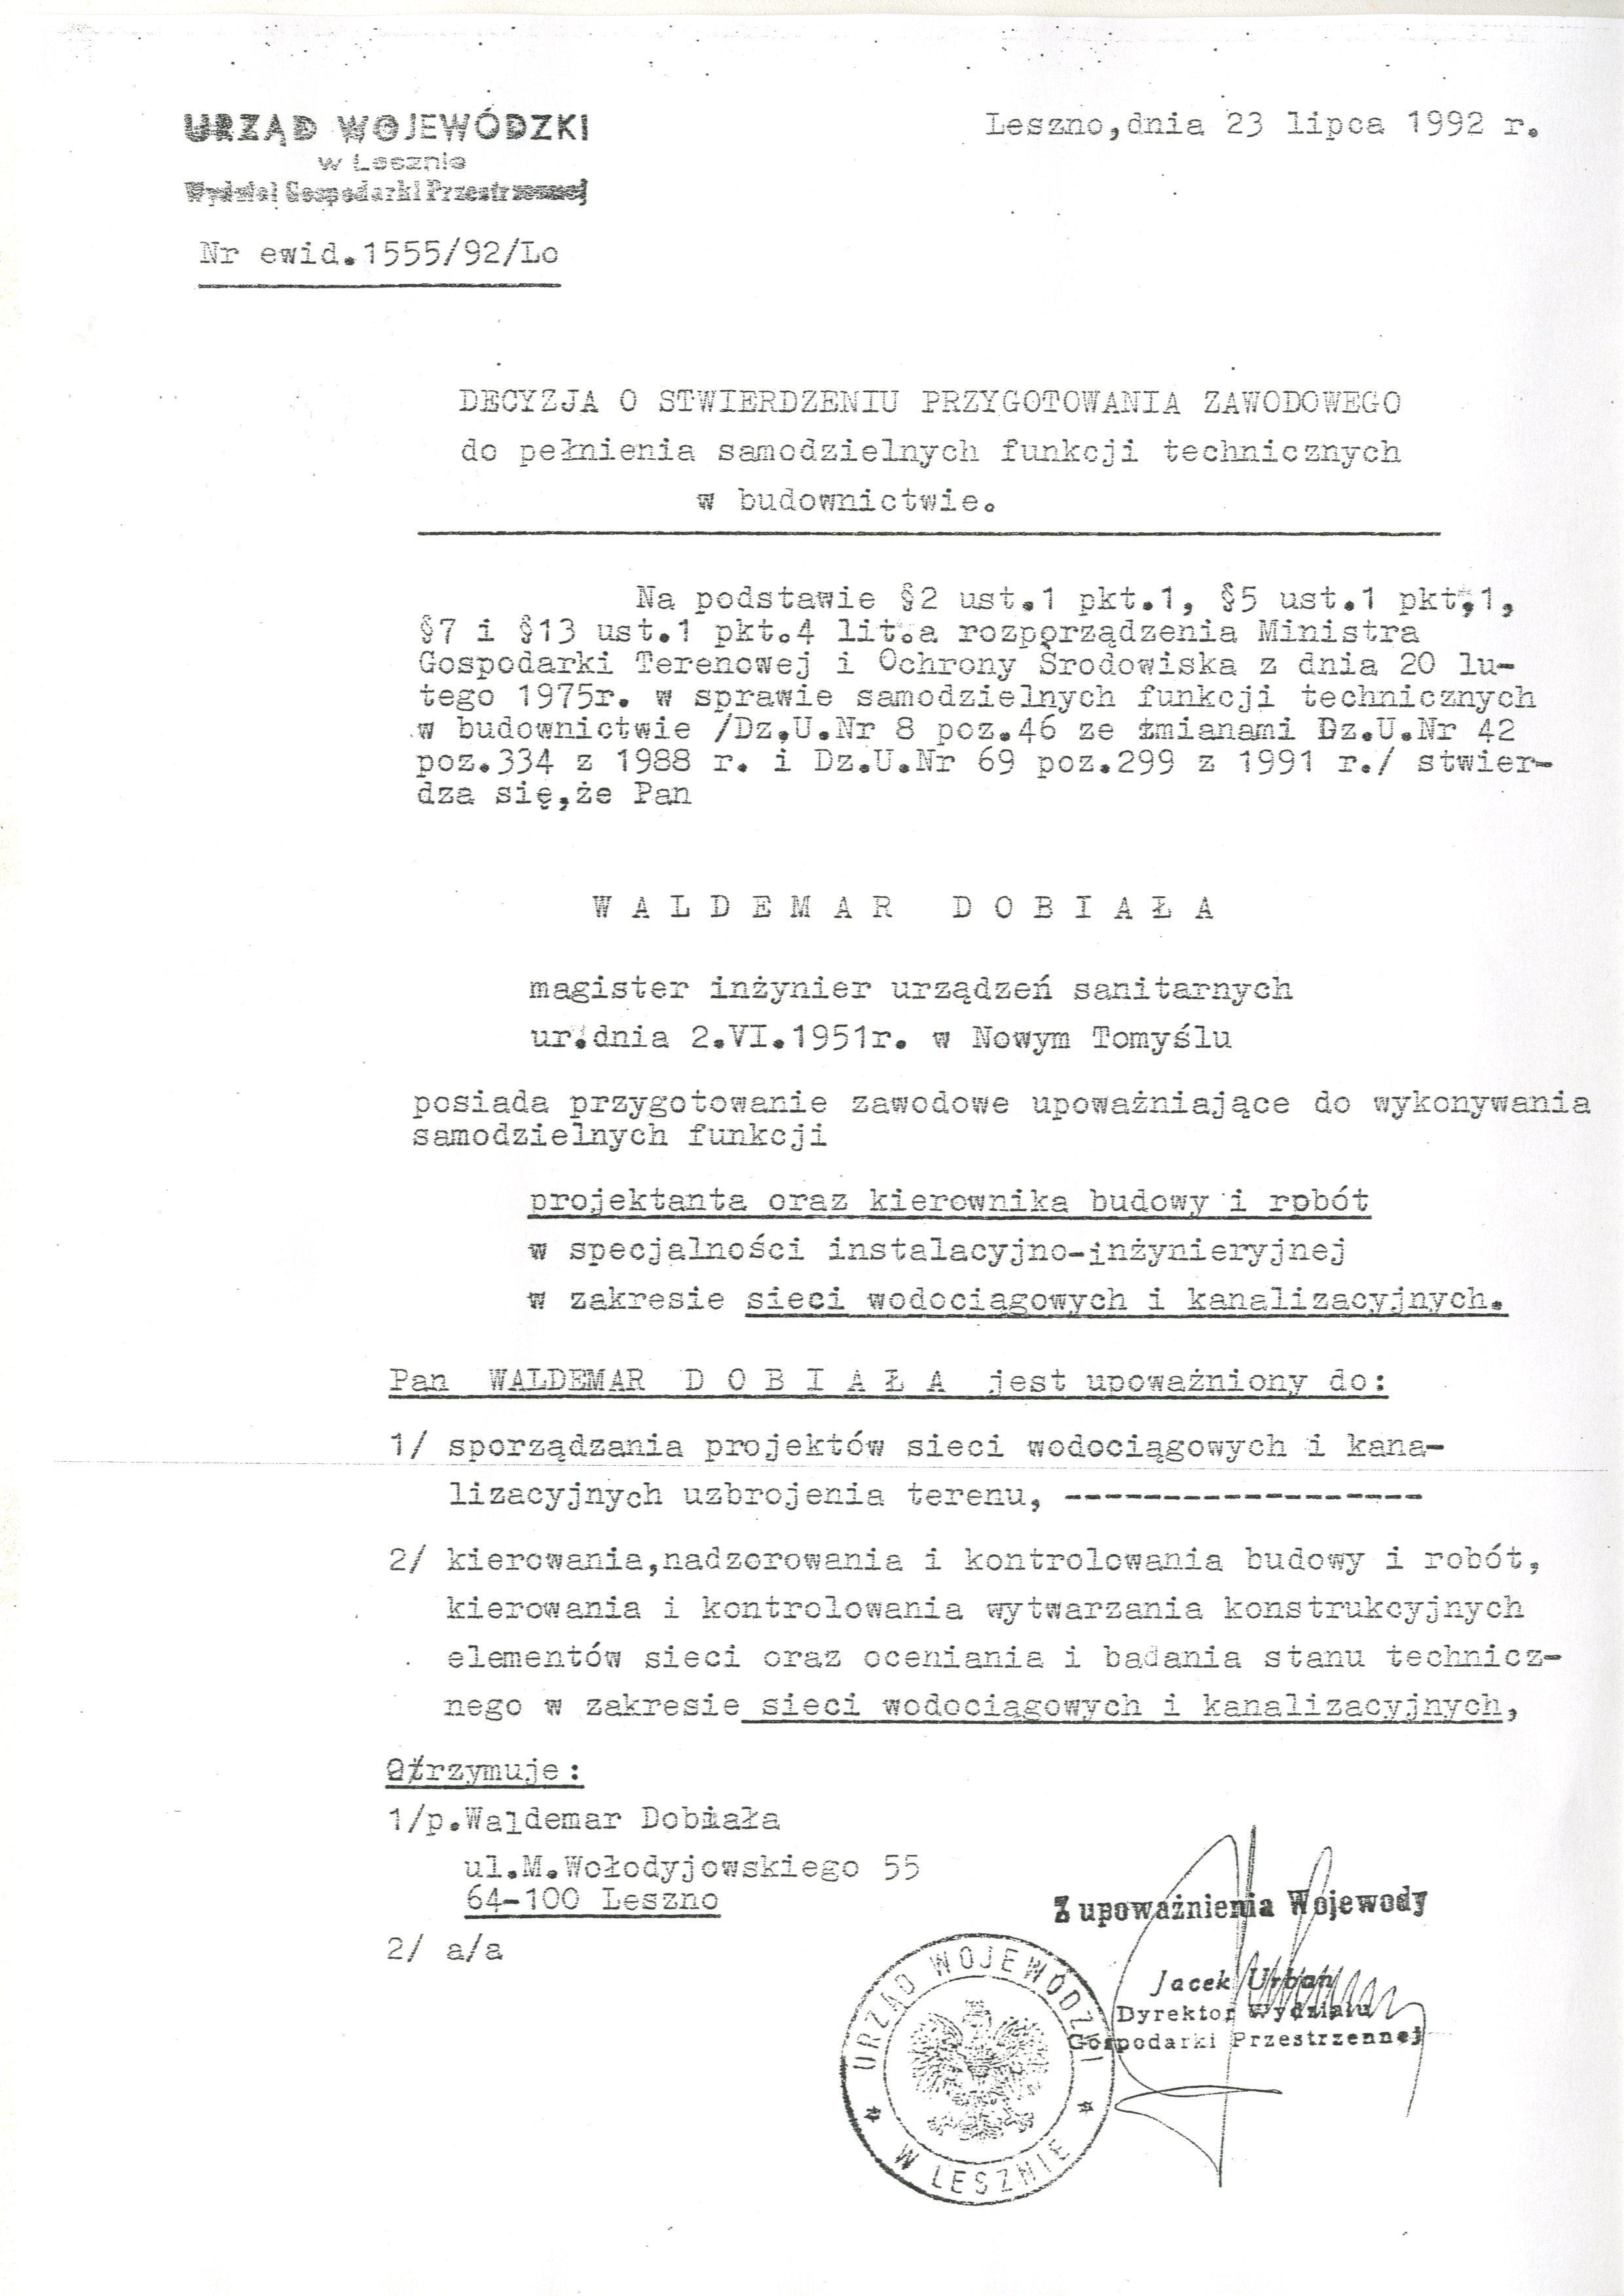 URZĄD WOJEWÓDZKI
w Lesznie
Wydział Gospodarki Przestrzennej
Leszno,dnia 23 lipca 1992 r.
Nr ewid.1555/92/Lo
DECYZJA O STWIERDZENIU PRZYGOTOWANIA ZAWODOWEGO
do pełnienia samodzielnych funkcji technicznych
w budownictwie.
Na podstawie §2 ust.1 pkt.1, §5 ust.1 pkt,1,
§7 i §13 ust.1 pkt.4 lit.a rozporządzenia Ministra
Gospodarki Terenowej i Ochrony Środowiska z dnia 20 lu-
tego 1975r. w sprawie samodzielnych funkcji technicznych
w budownictwie /Dz.U.Nr 8 poz.46 ze zmianami Dz.U.Nr 42
poz.334 z 1988 r. i Dz.U.Nr 69 poz.299 z 1991 r./ stwier-
dza się,że Pan
W A L D E M A R D O B I A Ł A
magister inżynier urządzeń sanitarnych
ur.dnia 2.VI.1951r. w Nowym Tomyślu
posiada przygotowanie zawodowe upoważniające do wykonywania
samodzielnych funkcji
projektanta oraz kierownika budowy i robót
w specjalności instalacyjno-inżynieryjnej
w zakresie sieci wodociągowych i kanalizacyjnych.
Pan WALDEMAR D O B I A Ł A jest upoważniony do:
1/ sporządzania projektów sieci wodociągowych i kana-
lizacyjnych uzbrojenia terenu, ------------------
2/ kierowania,nadzorowania i kontrolowania budowy i robót,
kierowania i kontrolowania wytwarzania konstrukcyjnych
elementów sieci oraz oceniania i badania stanu technicz-
nego w zakresie sieci wodociągowych i kanalizacyjnych,
Otrzymuje:
1/p.Waldemar Dobiała
ul.M.Wołodyjowskiego 55
64-100 Leszno
2/ a/a
Z upoważnienia Wojewody
Jacek Urban
Dyrektor Wydziału
Gospodarki Przestrzennej
URZĄD WOJEWÓDZKI
W LESZNIE